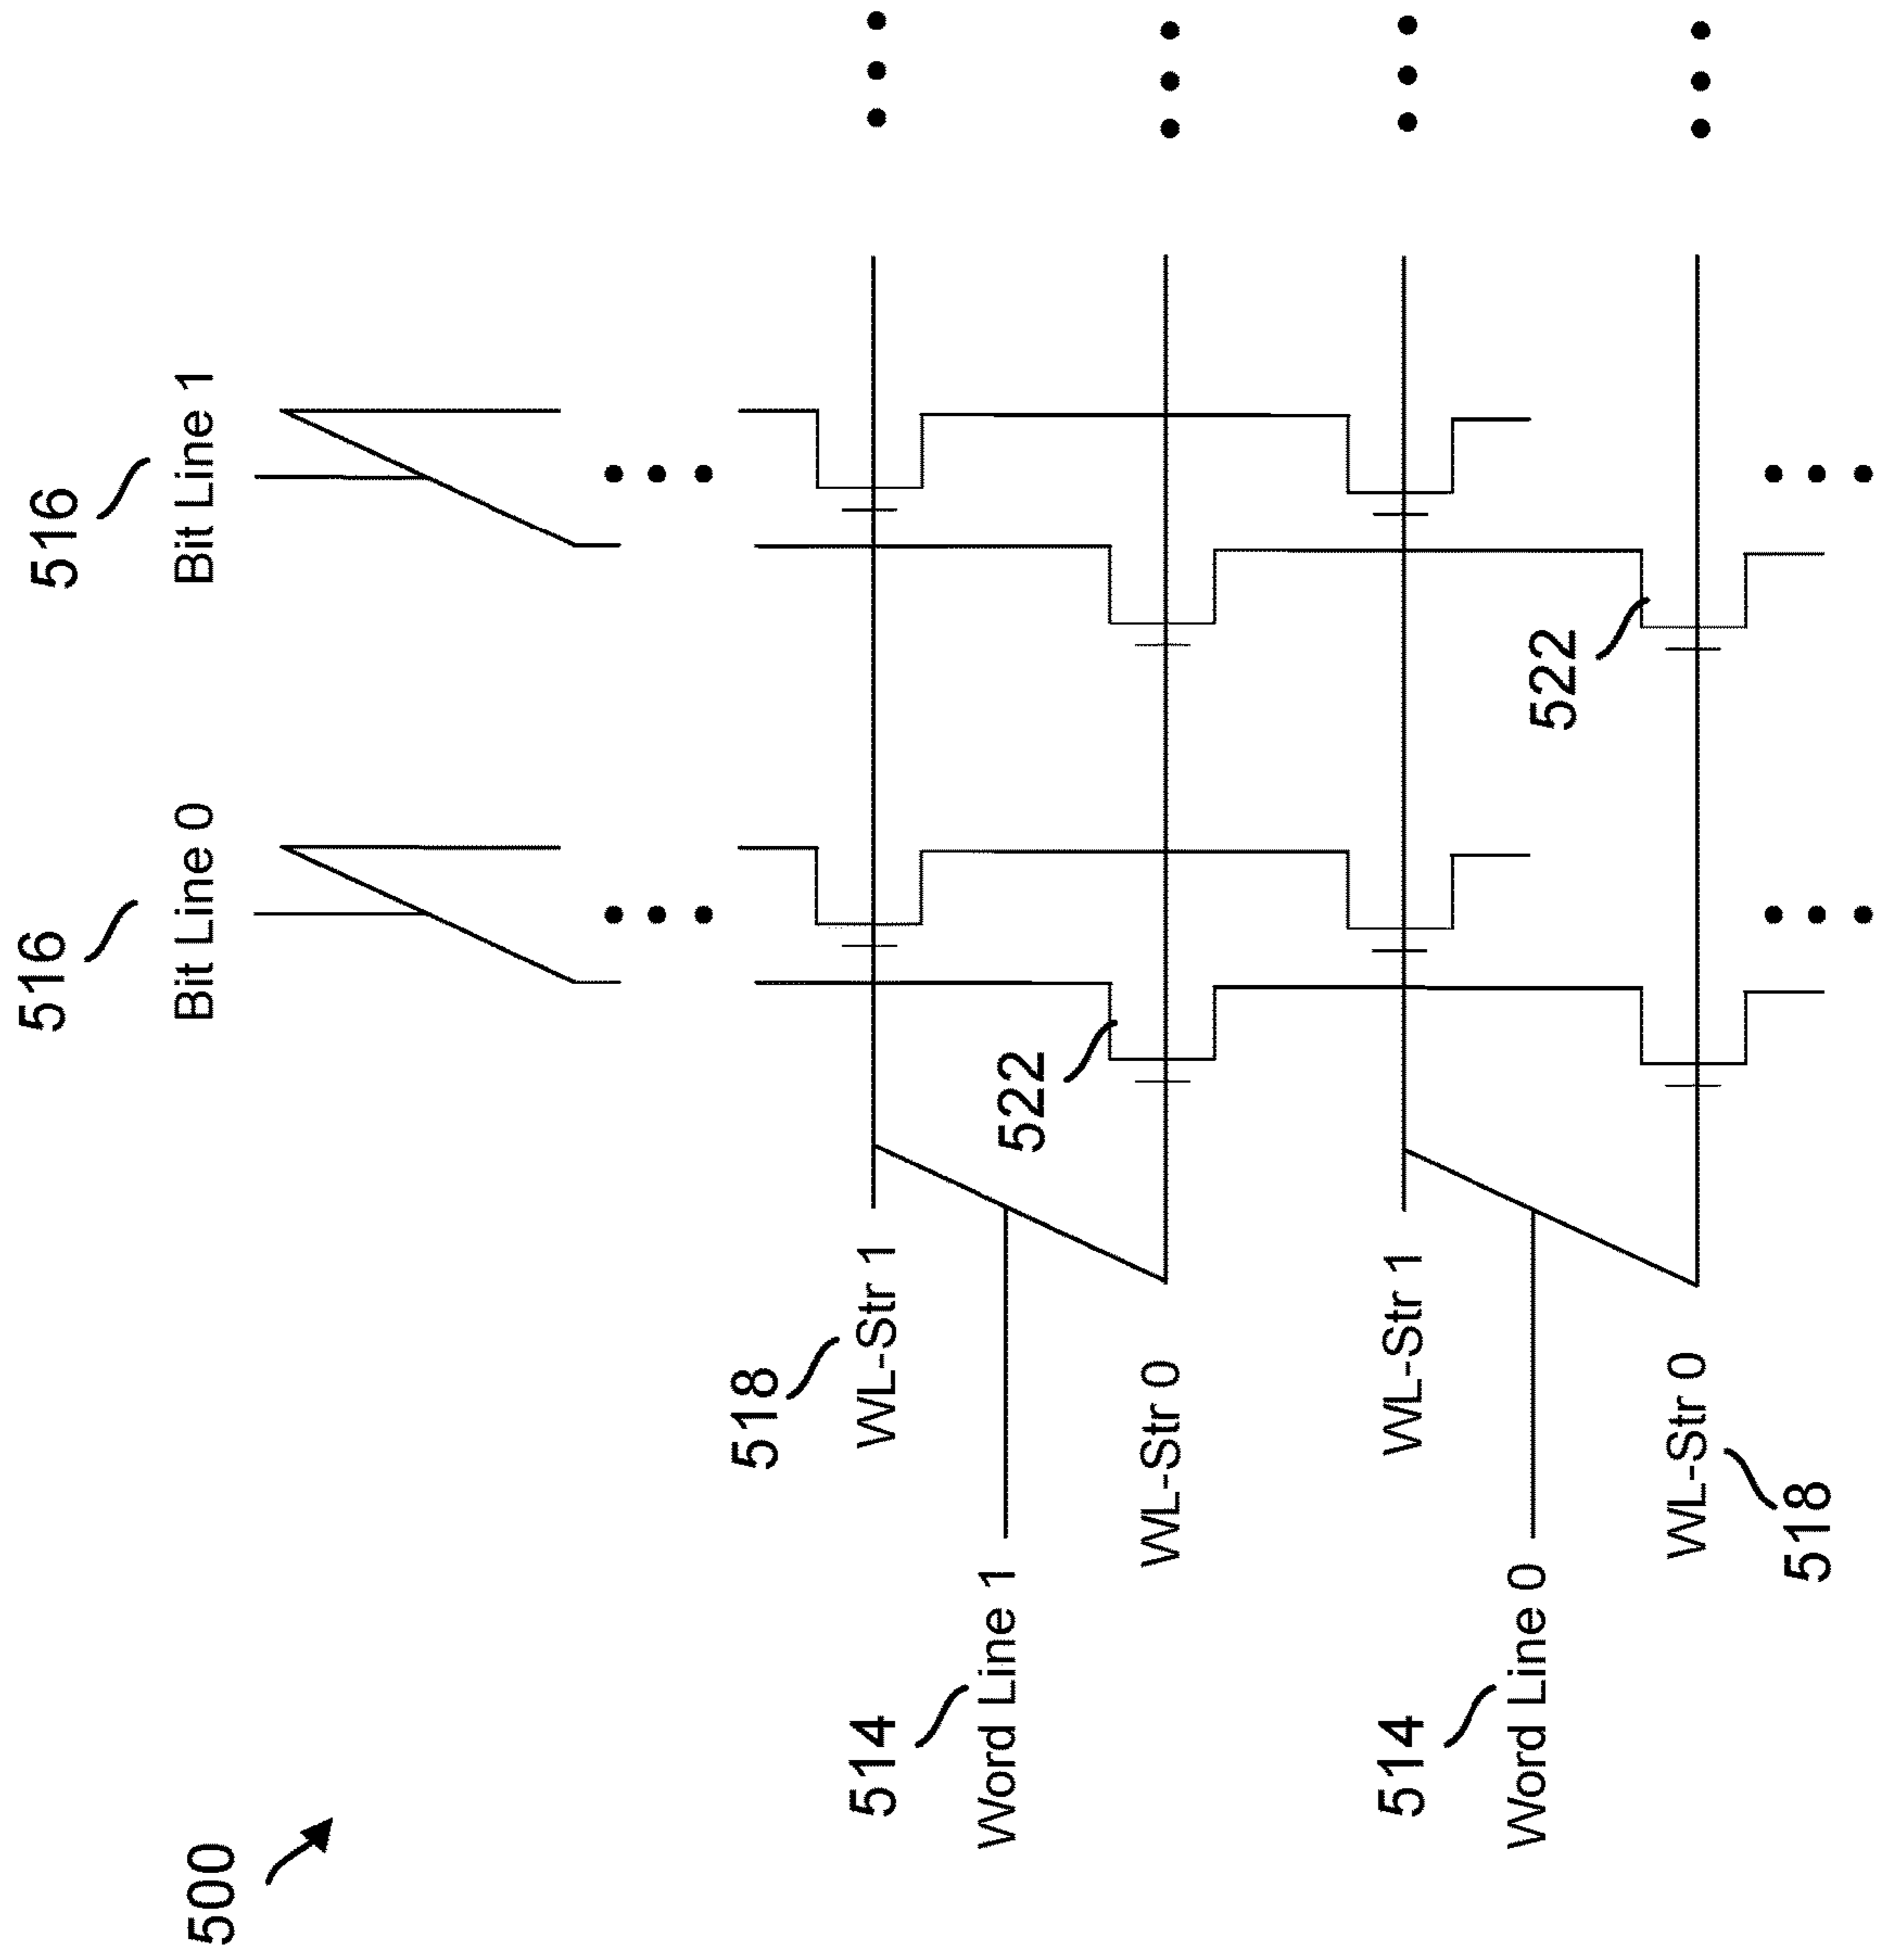 500
516
Bit Line 0
516
Bit Line 1
518
WL-Str 1
514
Word Line 1
522
WL-Str 0
WL-Str 1
514
Word Line 0
522
WL-Str 0
518